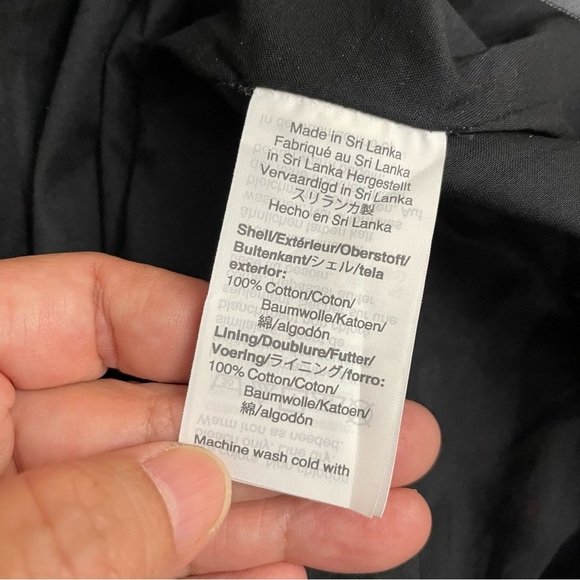 Made in Sri Lanka
Fabriqué au Sri Lanka
in Sri Lanka Hergestellt
Vervaardigd in Sri Lanka
スリランカ製
Hecho en Sri Lanka
Shell/Extérieur/Oberstoff/
Buitenkant/シェル/tela
exterior:
100% Cotton/Coton/
Baumwolle/Katoen/
綿/algodón
Lining/Doublure/Futter/
Voering/ライニング/forro:
100% Cotton/Coton/
Baumwolle/Katoen/
綿/algodón
Machine wash cold with